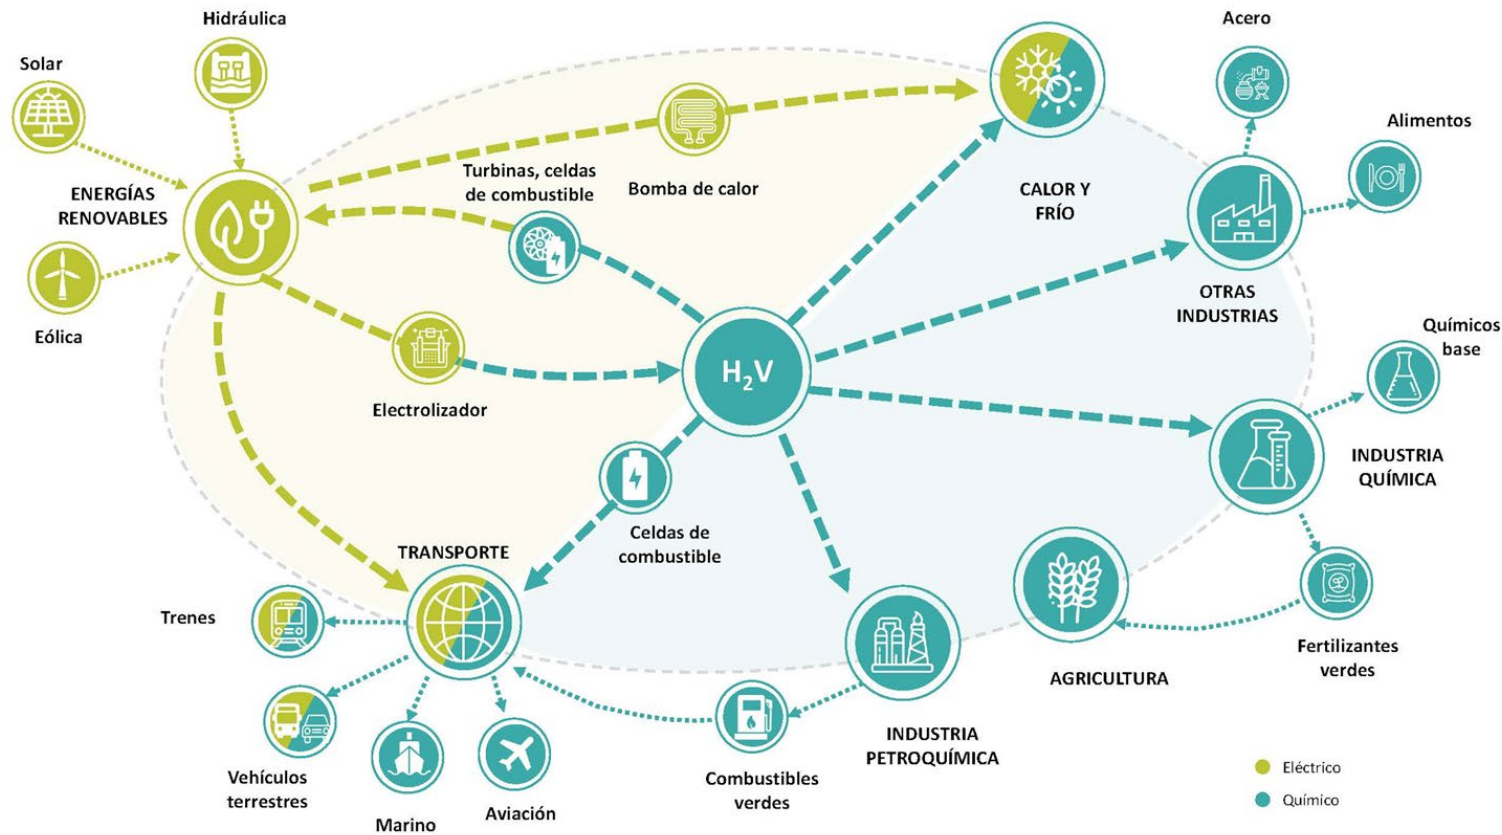 Hidráulica
Solar
ENERGÍAS
RENOVABLES
Eólica
Turbinas, celdas
de combustible
Bomba de calor
Electrolizador
H₂V
CALOR Y
FRÍO
Acero
Alimentos
OTRAS
INDUSTRIAS
Químicos
base
INDUSTRIA
QUÍMICA
Fertilizantes
verdes
AGRICULTURA
Celdas de
combustible
TRANSPORTE
Trenes
Vehículos
terrestres
Marino
Aviación
Combustibles
verdes
INDUSTRIA
PETROQUÍMICA
Eléctrico
Químico